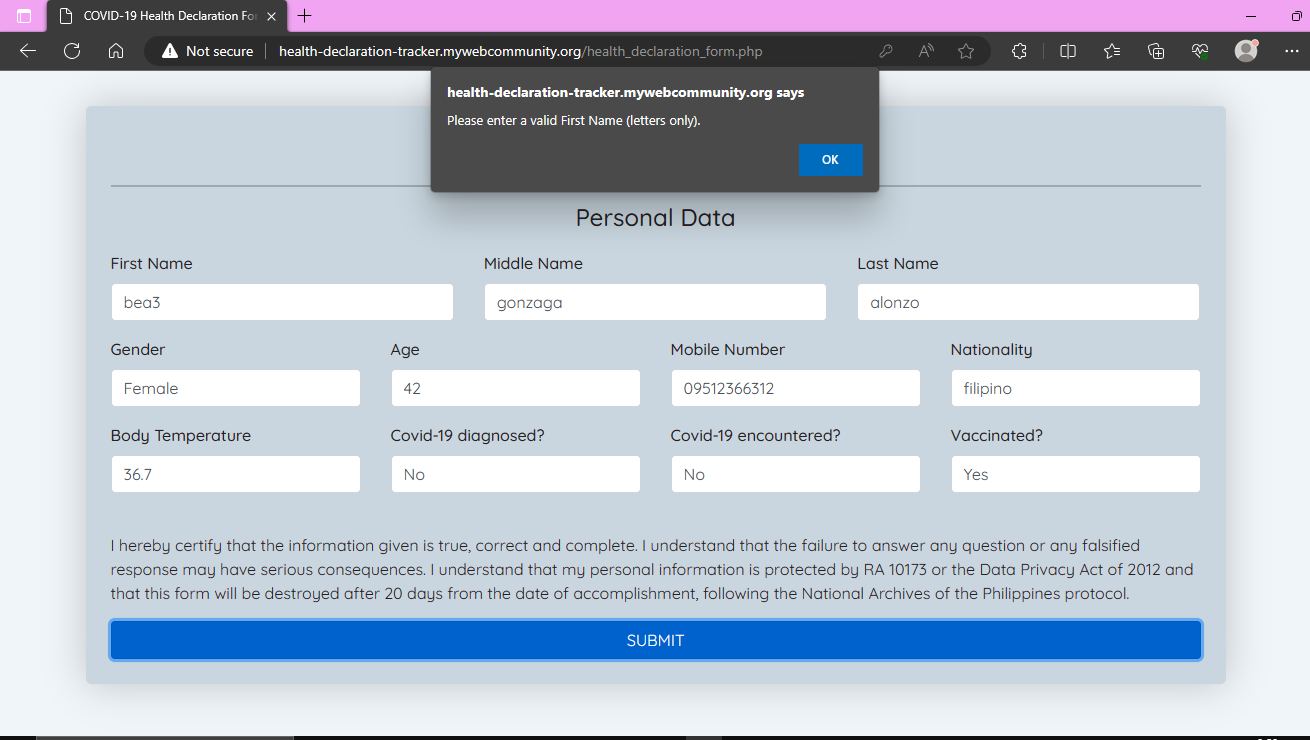 COVID-19 Health Declaration Fo
Not secure
health-declaration-tracker.mywebcommunity.org/health_declaration_form.php
health-declaration-tracker.mywebcommunity.org says
Please enter a valid First Name (letters only).
OK
Personal Data
First Name Middle Name Last Name
bea3 gonzaga alonzo
Gender Age Mobile Number Nationality
Female 42 09512366312 filipino
Body Temperature Covid-19 diagnosed? Covid-19 encountered? Vaccinated?
36.7 No No Yes
I hereby certify that the information given is true, correct and complete. I understand that the failure to answer any question or any falsified
response may have serious consequences. I understand that my personal information is protected by RA 10173 or the Data Privacy Act of 2012 and
that this form will be destroyed after 20 days from the date of accomplishment, following the National Archives of the Philippines protocol.
SUBMIT